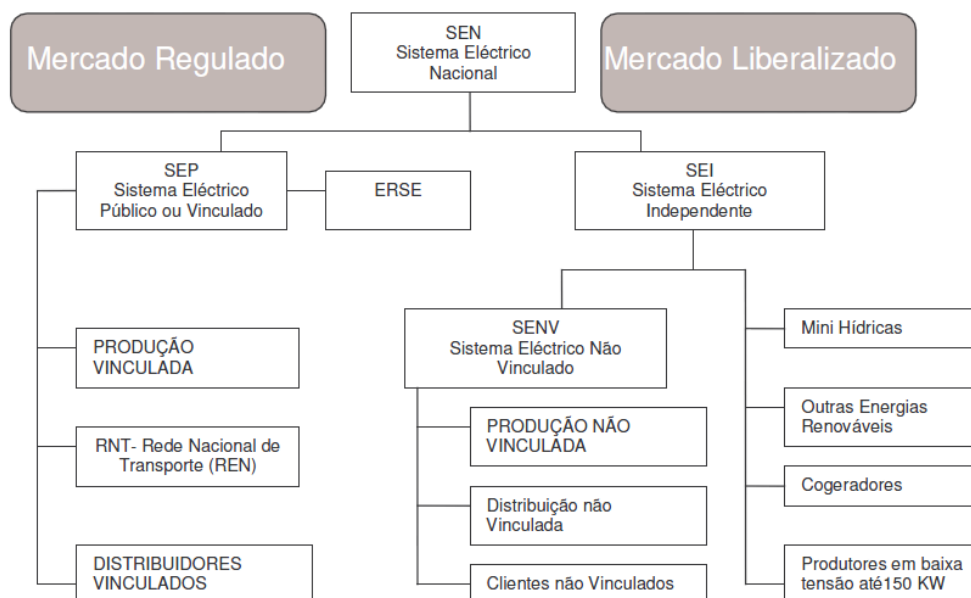 Mercado Regulado
SEN
Sistema Eléctrico
Nacional
Mercado Liberalizado
SEP
Sistema Eléctrico
Público ou Vinculado
ERSE
SEI
Sistema Eléctrico
Independente
PRODUÇÃO
VINCULADA
RNT- Rede Nacional de
Transporte (REN)
DISTRIBUIDORES
VINCULADOS
SENV
Sistema Eléctrico Não
Vinculado
PRODUÇÃO NÃO
VINCULADA
Distribuição não
Vinculada
Clientes não Vinculados
Mini Hídricas
Outras Energias
Renováveis
Cogeradores
Produtores em baixa
tensão até150 KW